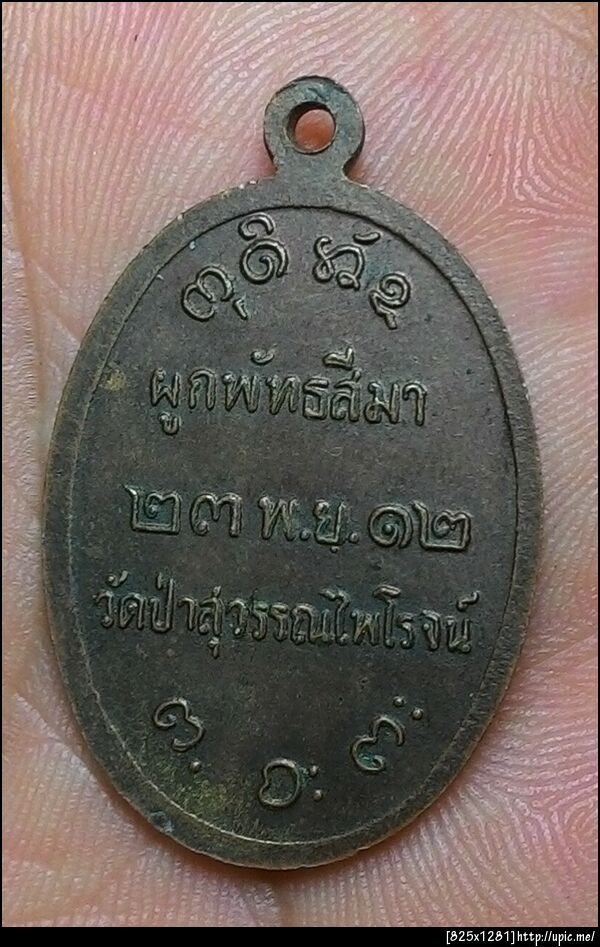 ผูกพัทธสีมา
๒๓ พ.ย. ๑๒
วัดป่าสุวรรณไพโรจน์
[825x1281]http://upic.me/